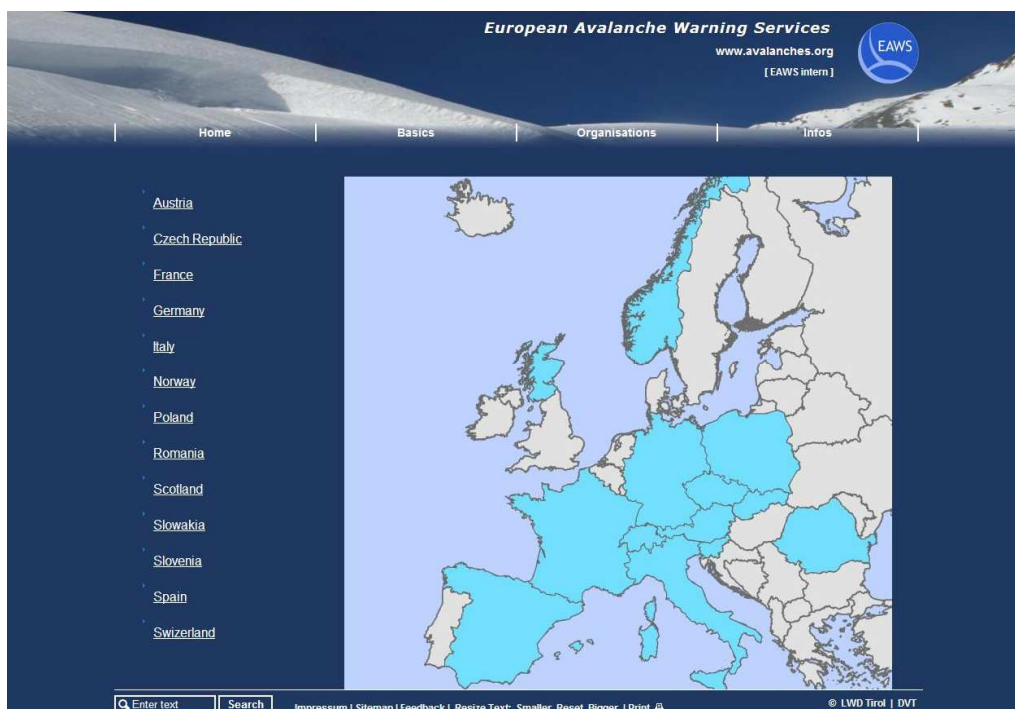 European Avalanche Warning Services
www.avalanches.org
[ EAWS intern ]
EAWS
Home Basics Organisations Infos
Austria
Czech Republic
France
Germany
Italy
Norway
Poland
Romania
Scotland
Slowakia
Slovenia
Spain
Swizerland
Enter text Search Impressum | Sitemap | Feedback | Resize Text: Smaller Reset Bigger | Print © LWD Tirol | DVT